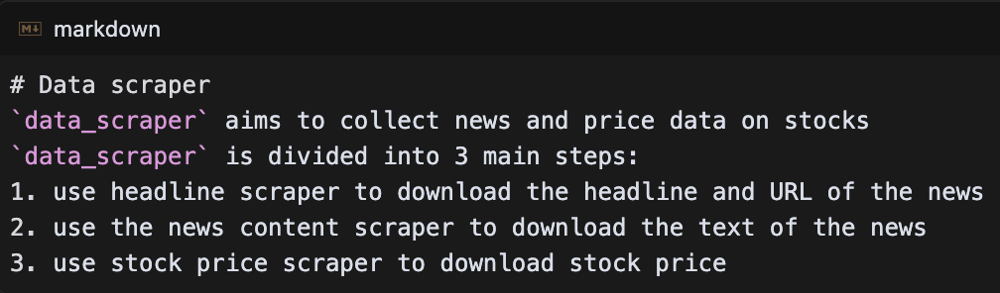 markdown
# Data scraper
`data_scraper` aims to collect news and price data on stocks
`data_scraper` is divided into 3 main steps:
1. use headline scraper to download the headline and URL of the news
2. use the news content scraper to download the text of the news
3. use stock price scraper to download stock price